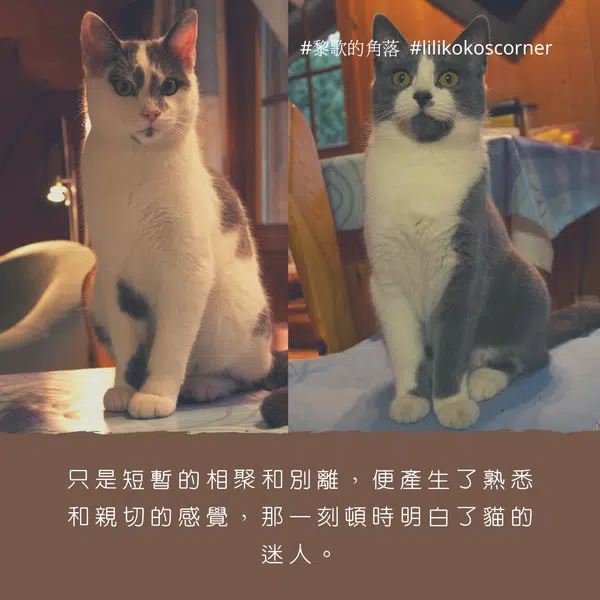 #黎歌的角落 #lilikokoscorner
只是短暫的相聚和別離，便產生了熟悉
和親切的感覺，那一刻頓時明白了貓的
迷人。